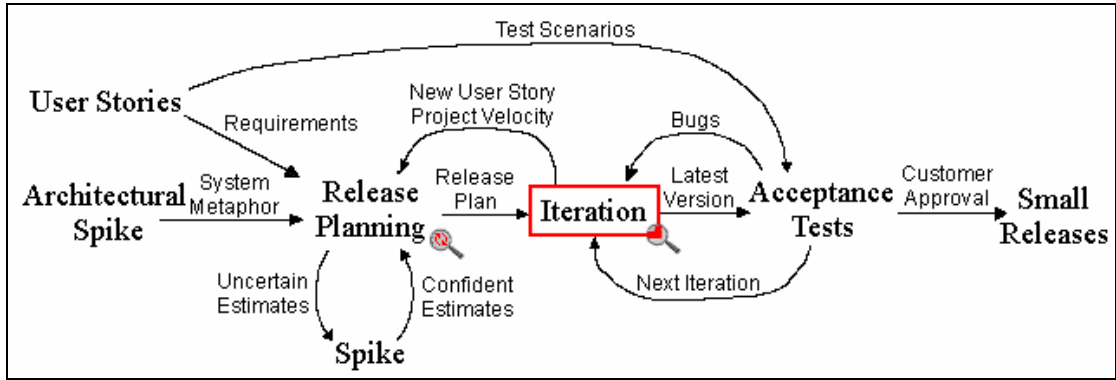 Test Scenarios
User Stories
New User Story
Project Velocity
Requirements
Bugs
Architectural
Spike
System
Metaphor
Release
Planning
Release
Plan
Iteration
Latest
Version
Acceptance
Tests
Customer
Approval
Small
Releases
Uncertain
Estimates
Confident
Estimates
Next Iteration
Spike